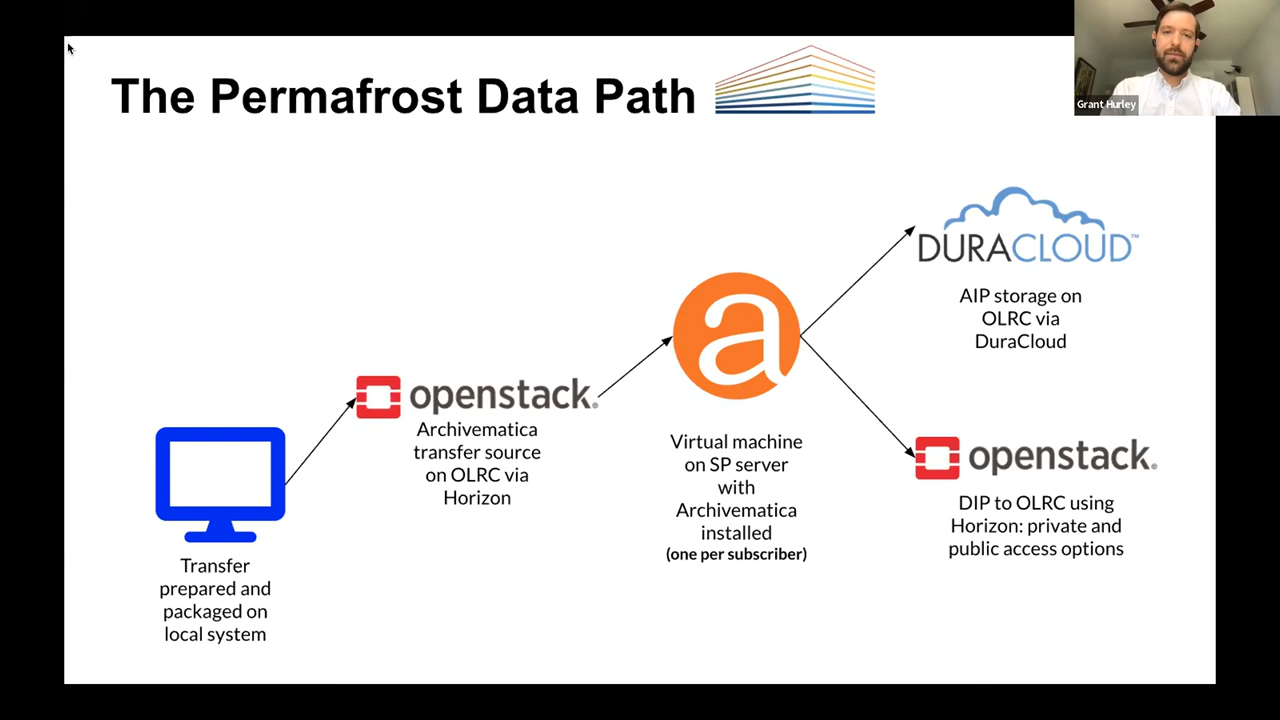 The Permafrost Data Path
Grant Hurley
DURACLOUD™
AIP storage on
OLRC via
DuraCloud
a
openstack.®
Archivematica
transfer source
on OLRC via
Horizon
Virtual machine
on SP server
with
Archivematica
installed
(one per subscriber)
openstack.®
DIP to OLRC using
Horizon: private and
public access options
Transfer
prepared and
packaged on
local system